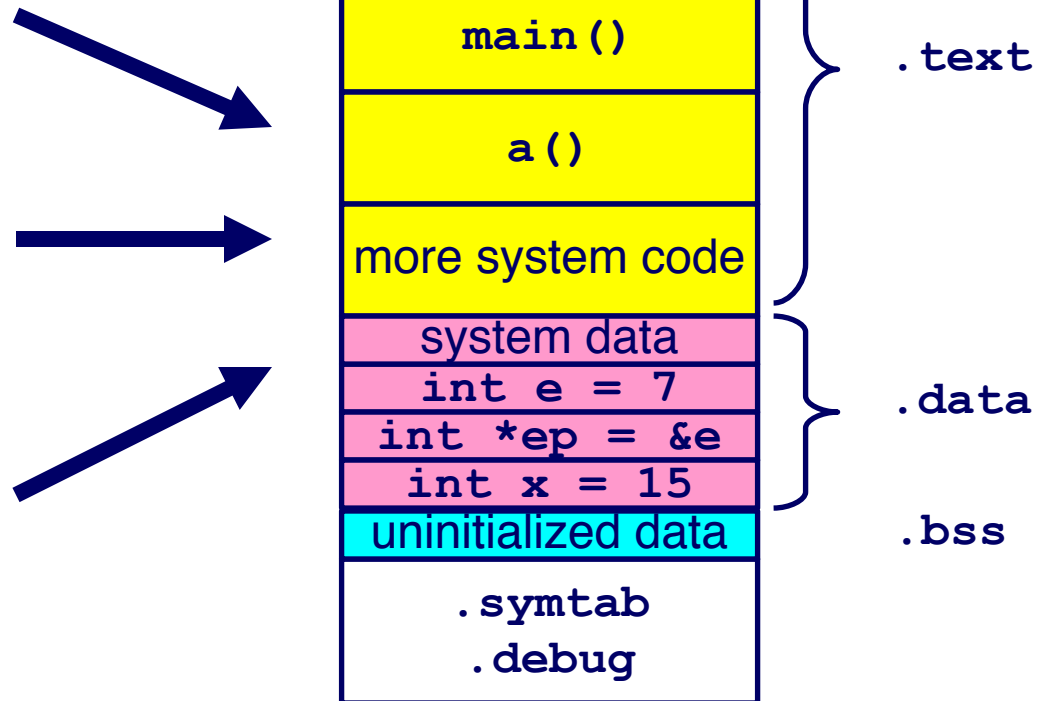 main()
.text
a()
more system code
system data
int e = 7
.data
int *ep = &e
int x = 15
uninitialized data
.bss
.symtab
.debug